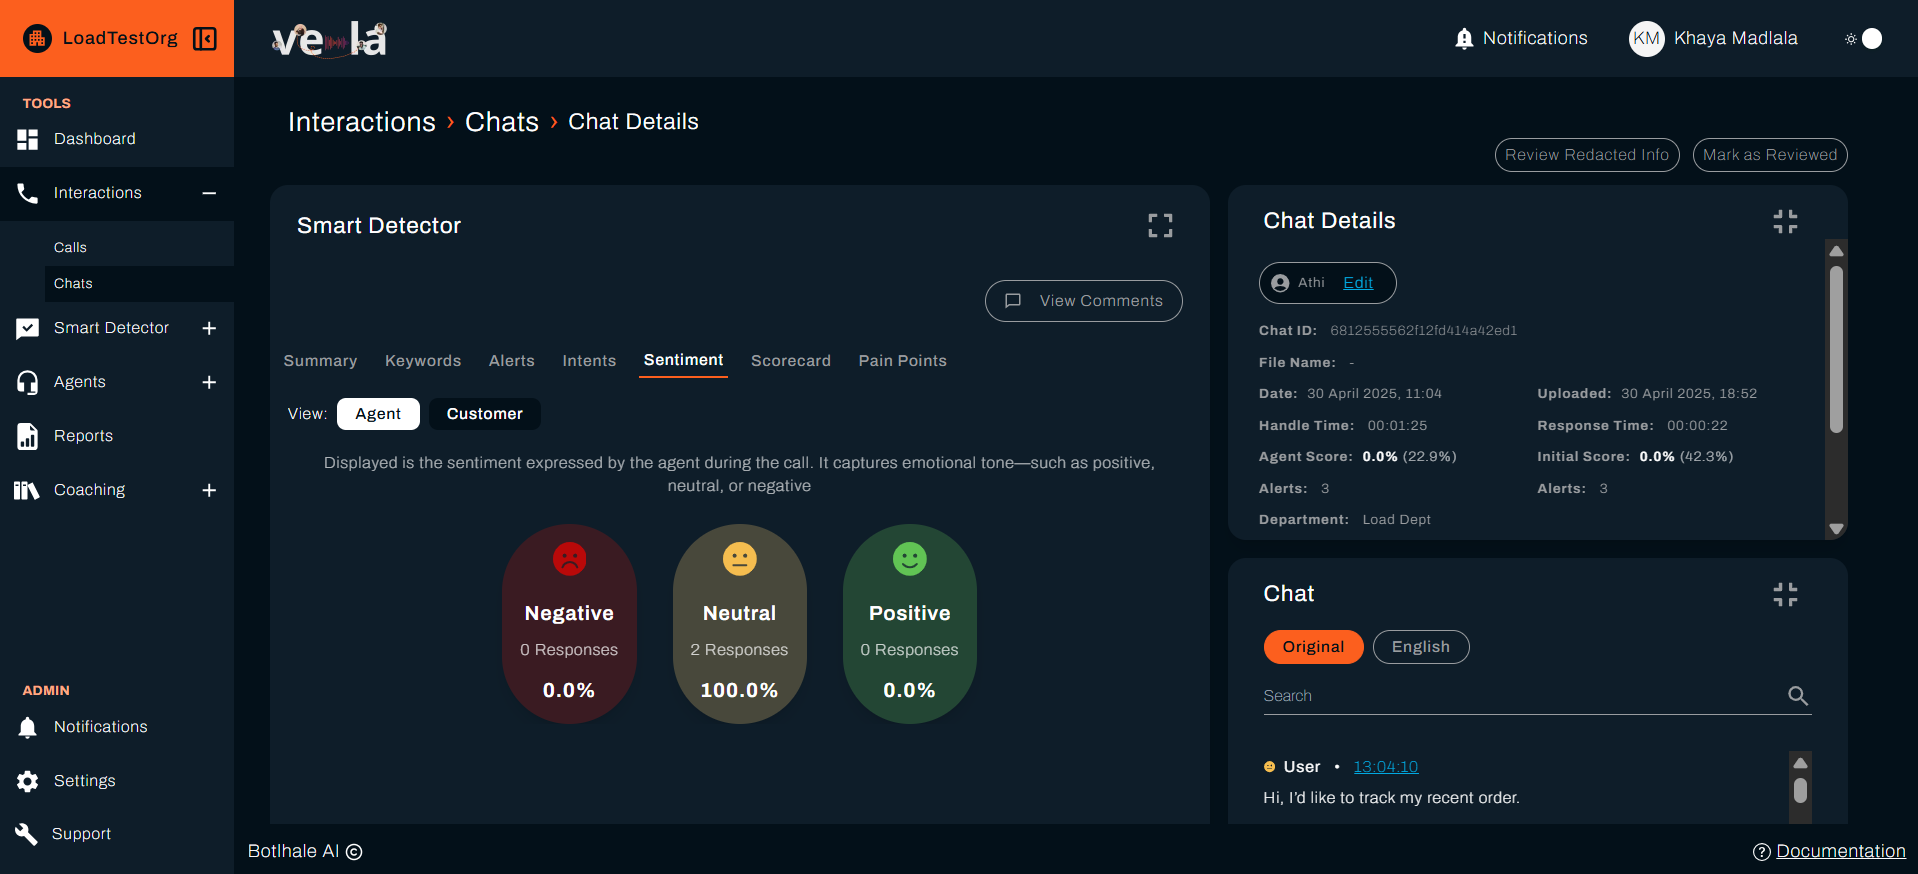 LoadTestOrg
vela
Notifications
KM
Khaya Madlala
TOOLS
Dashboard
Interactions
Calls
Chats
Smart Detector
Agents
Reports
Coaching
ADMIN
Notifications
Settings
Support
Interactions › Chats › Chat Details
Review Redacted Info
Mark as Reviewed
Smart Detector
View Comments
Summary Keywords Alerts Intents Sentiment Scorecard Pain Points
View: Agent Customer
Displayed is the sentiment expressed by the agent during the call. It captures emotional tone—such as positive,
neutral, or negative
Negative
0 Responses
0.0%
Neutral
2 Responses
100.0%
Positive
0 Responses
0.0%
Chat Details
Athi Edit
Chat ID: 6812555562f12fd414a42ed1
File Name: -
Date: 30 April 2025, 11:04
Uploaded: 30 April 2025, 18:52
Handle Time: 00:01:25
Response Time: 00:00:22
Agent Score: 0.0% (22.9%)
Initial Score: 0.0% (42.3%)
Alerts: 3
Alerts: 3
Department: Load Dept
Chat
Original English
Search
User • 13:04:10
Hi, I’d like to track my recent order.
Botlhale AI ©
Documentation